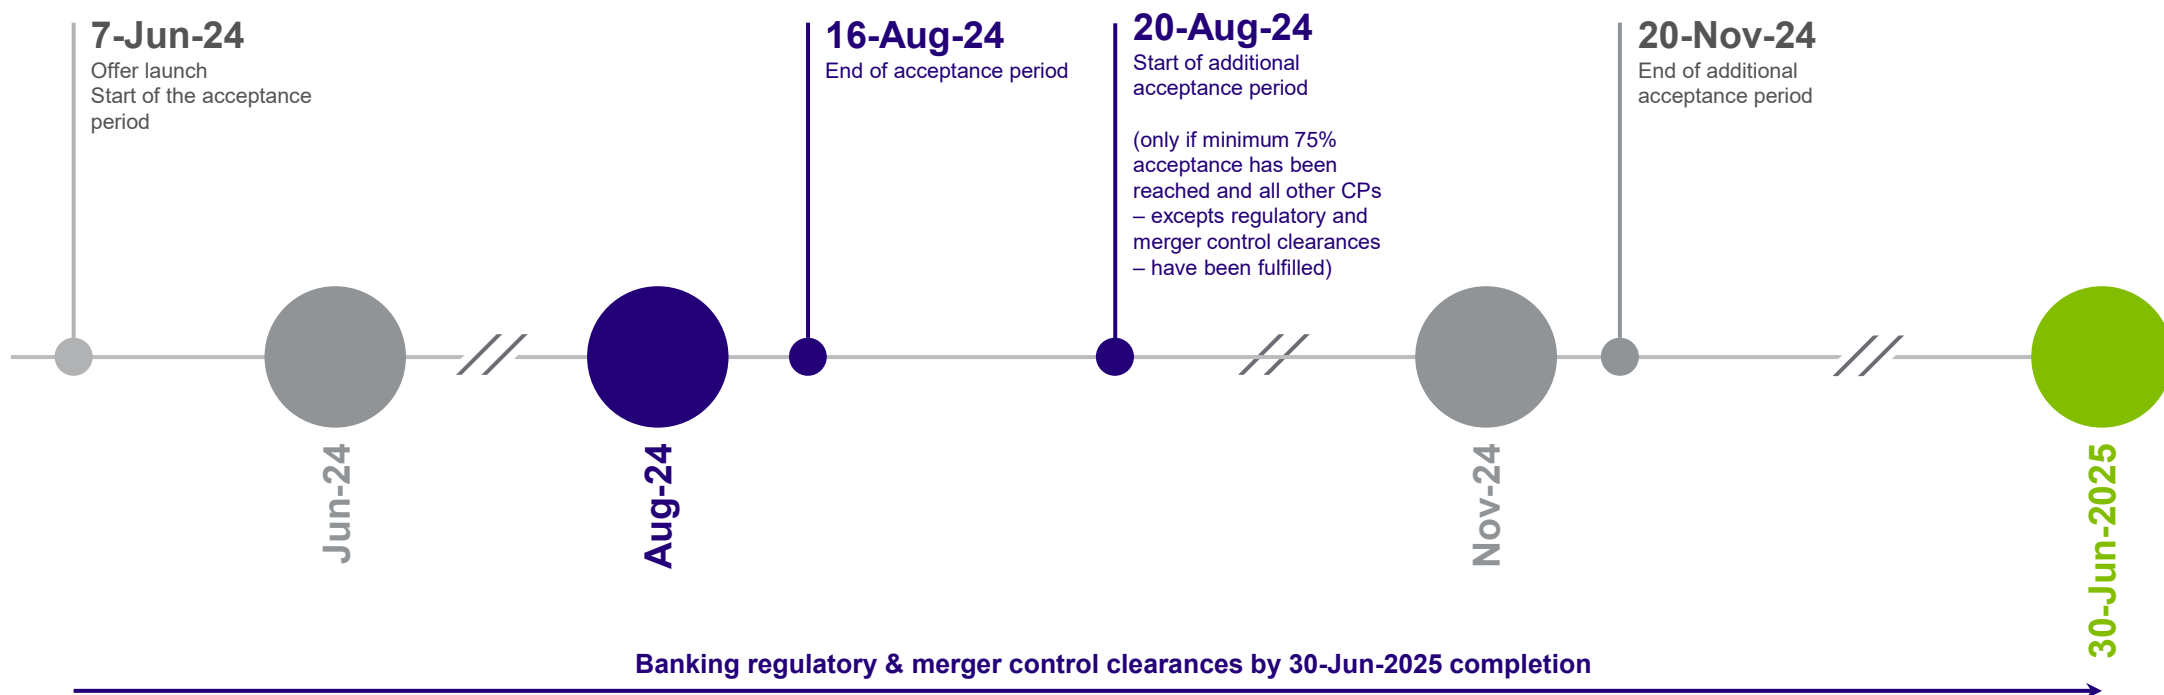 7-Jun-24
Offer launch
Start of the acceptance
period
16-Aug-24
End of acceptance period
20-Aug-24
Start of additional
acceptance period
(only if minimum 75%
acceptance has been
reached and all other CPs
– excepts regulatory and
merger control clearances
– have been fulfilled)
20-Nov-24
End of additional
acceptance period
Jun-24
Aug-24
Nov-24
30-Jun-2025
Banking regulatory & merger control clearances by 30-Jun-2025 completion